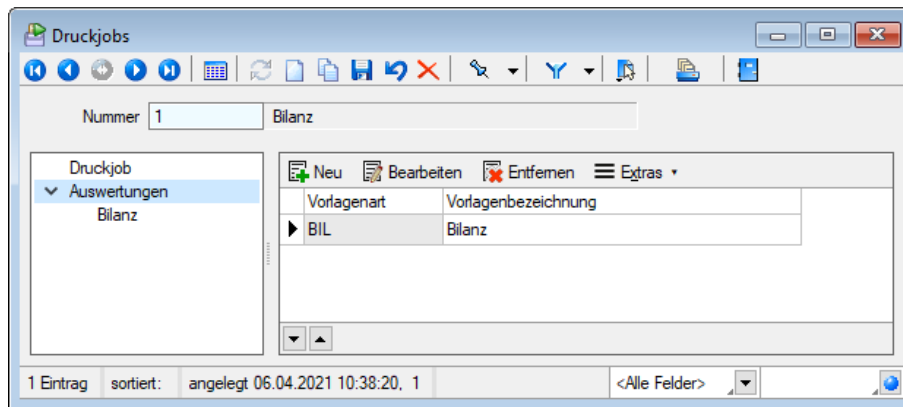 Druckjobs
Nummer 1 Bilanz
Druckjob
Auswertungen
Bilanz
Neu Bearbeiten Entfernen Extras
Vorlagenart Vorlagenbezeichnung
BIL Bilanz
1 Eintrag sortiert: angelegt 06.04.2021 10:38:20, 1 <Alle Felder>